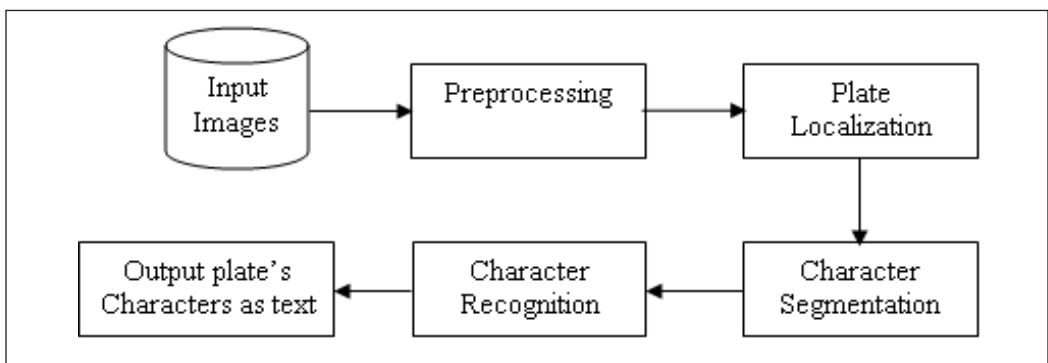 Input
Images
Preprocessing
Plate
Localization
Character
Segmentation
Character
Recognition
Output plate's
Characters as text